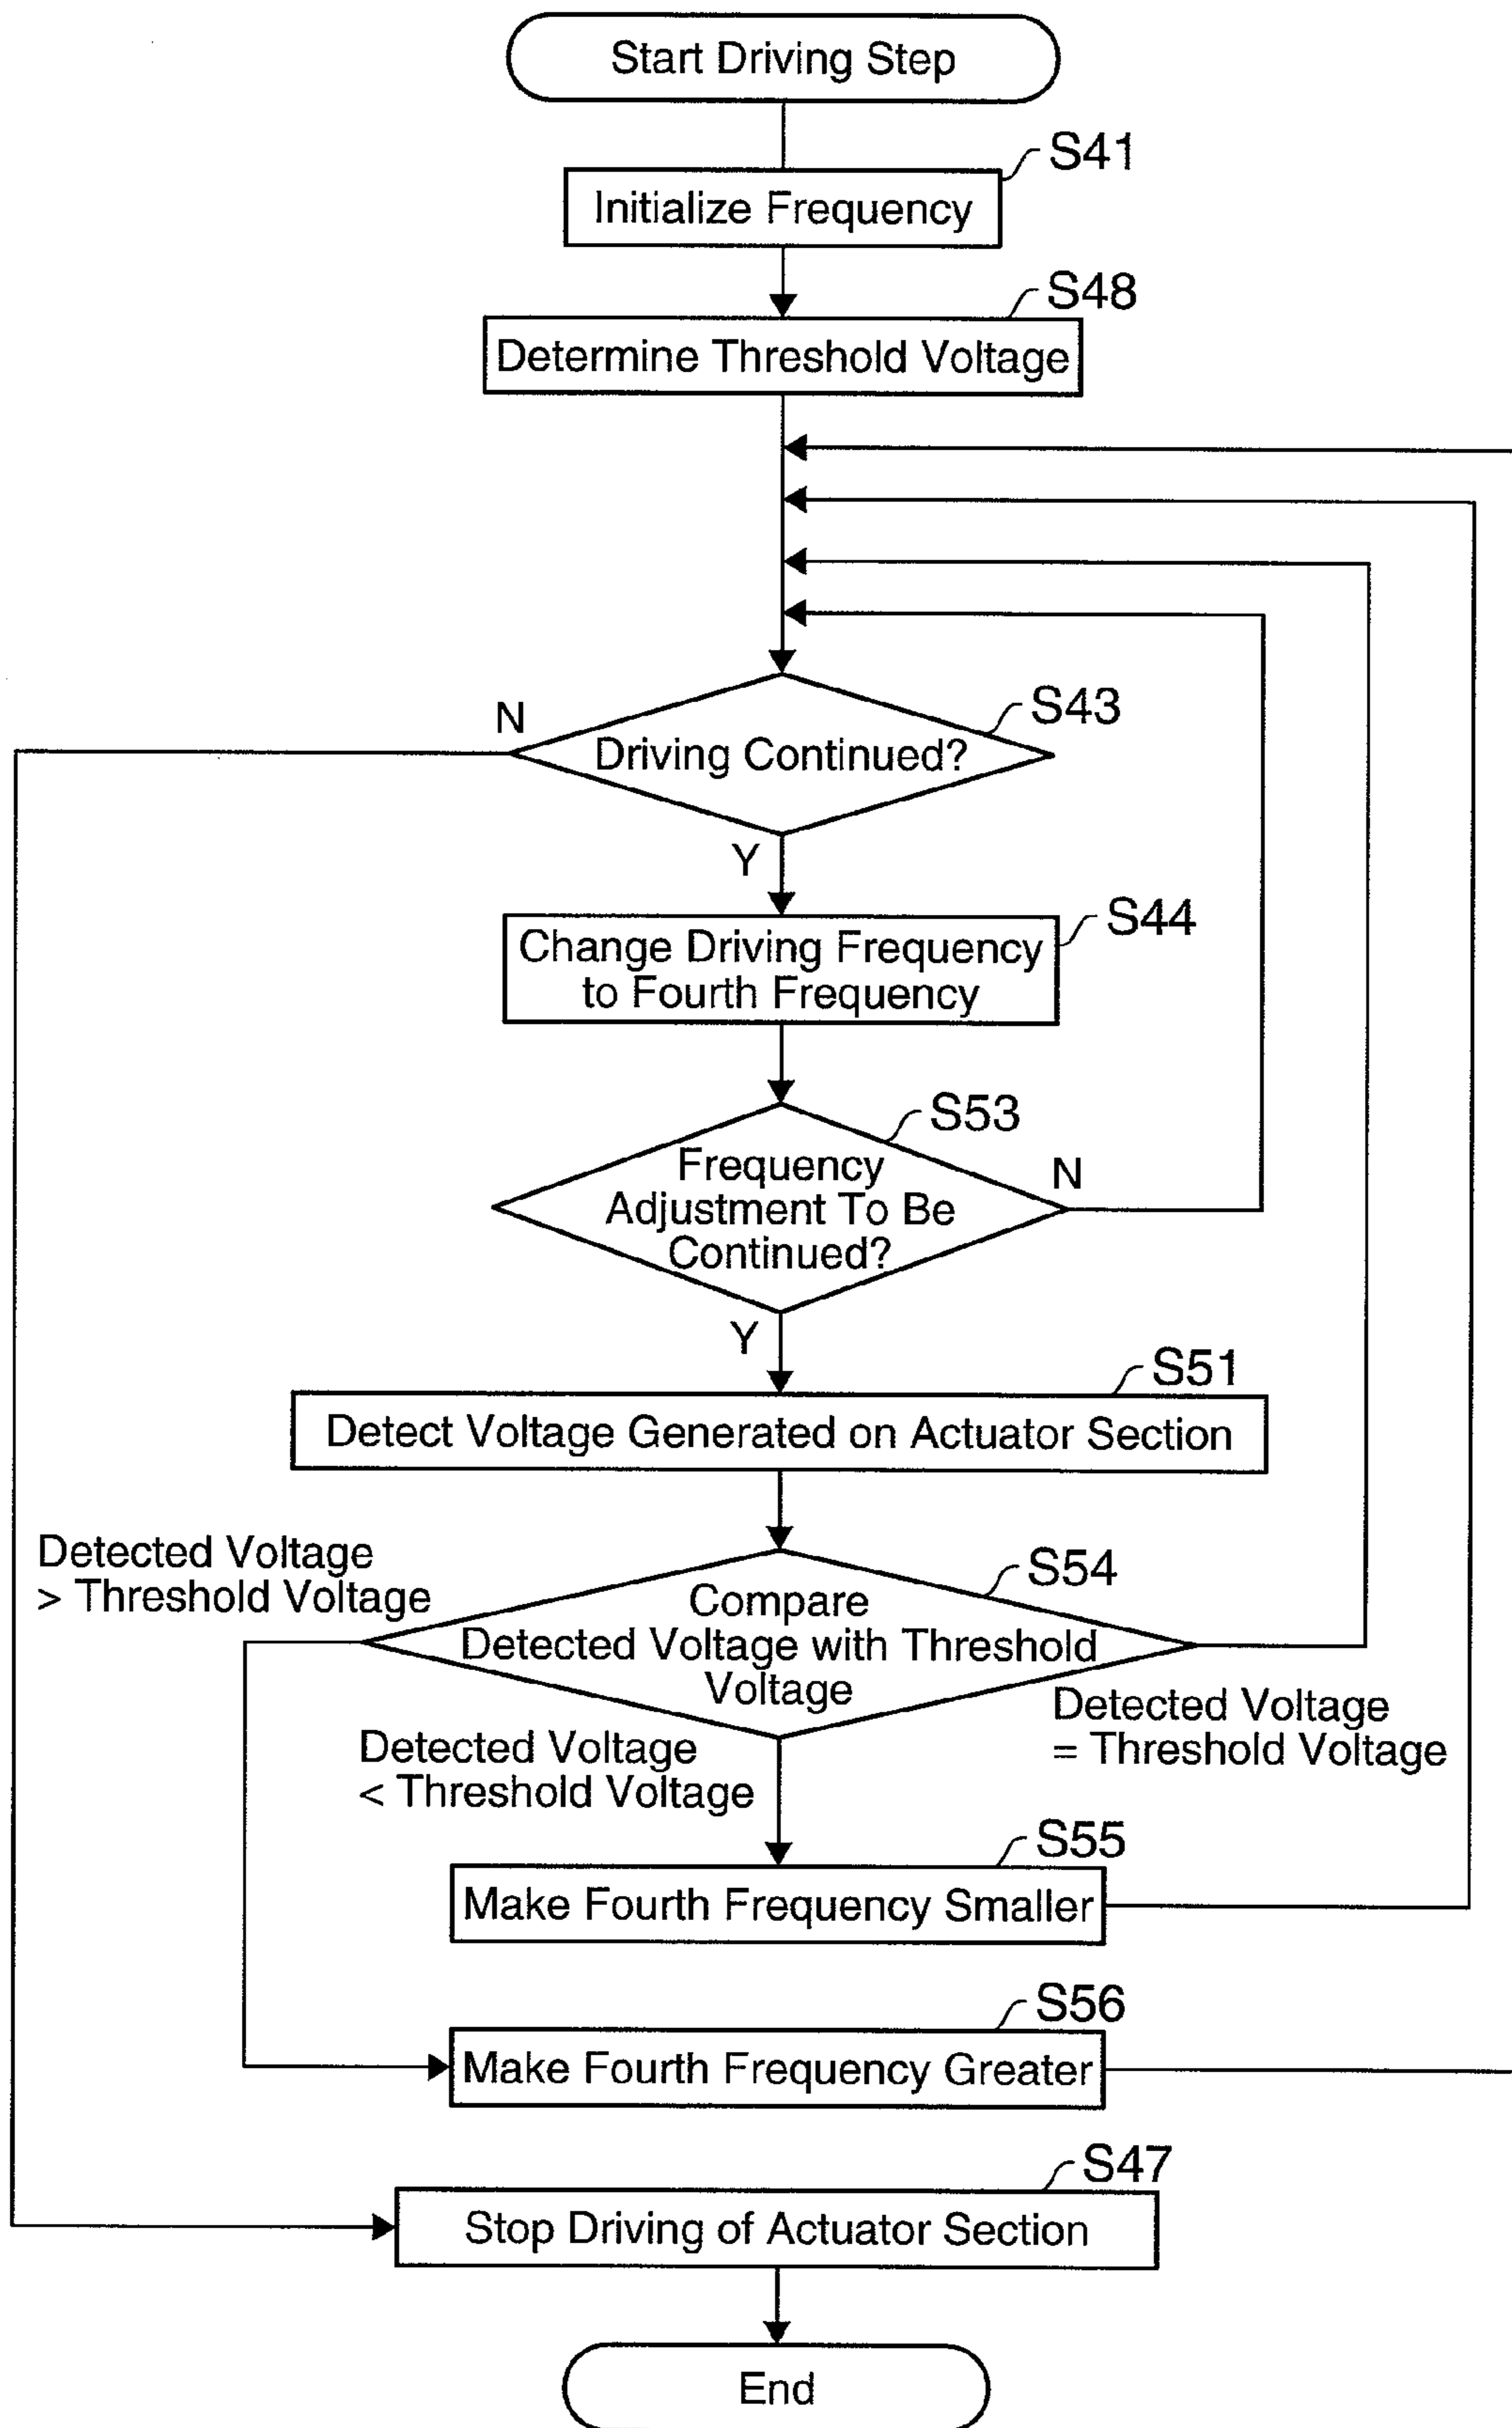 Start Driving Step
S41
Initialize Frequency
S48
Determine Threshold Voltage
N
S43
Driving Continued?
Y
S44
Change Driving Frequency
to Fourth Frequency
S53
Frequency
Adjustment To Be
Continued?
N
Y
S51
Detect Voltage Generated on Actuator Section
Detected Voltage
> Threshold Voltage
S54
Compare
Detected Voltage with Threshold
Voltage
Detected Voltage
= Threshold Voltage
Detected Voltage
< Threshold Voltage
S55
Make Fourth Frequency Smaller
S56
Make Fourth Frequency Greater
S47
Stop Driving of Actuator Section
End